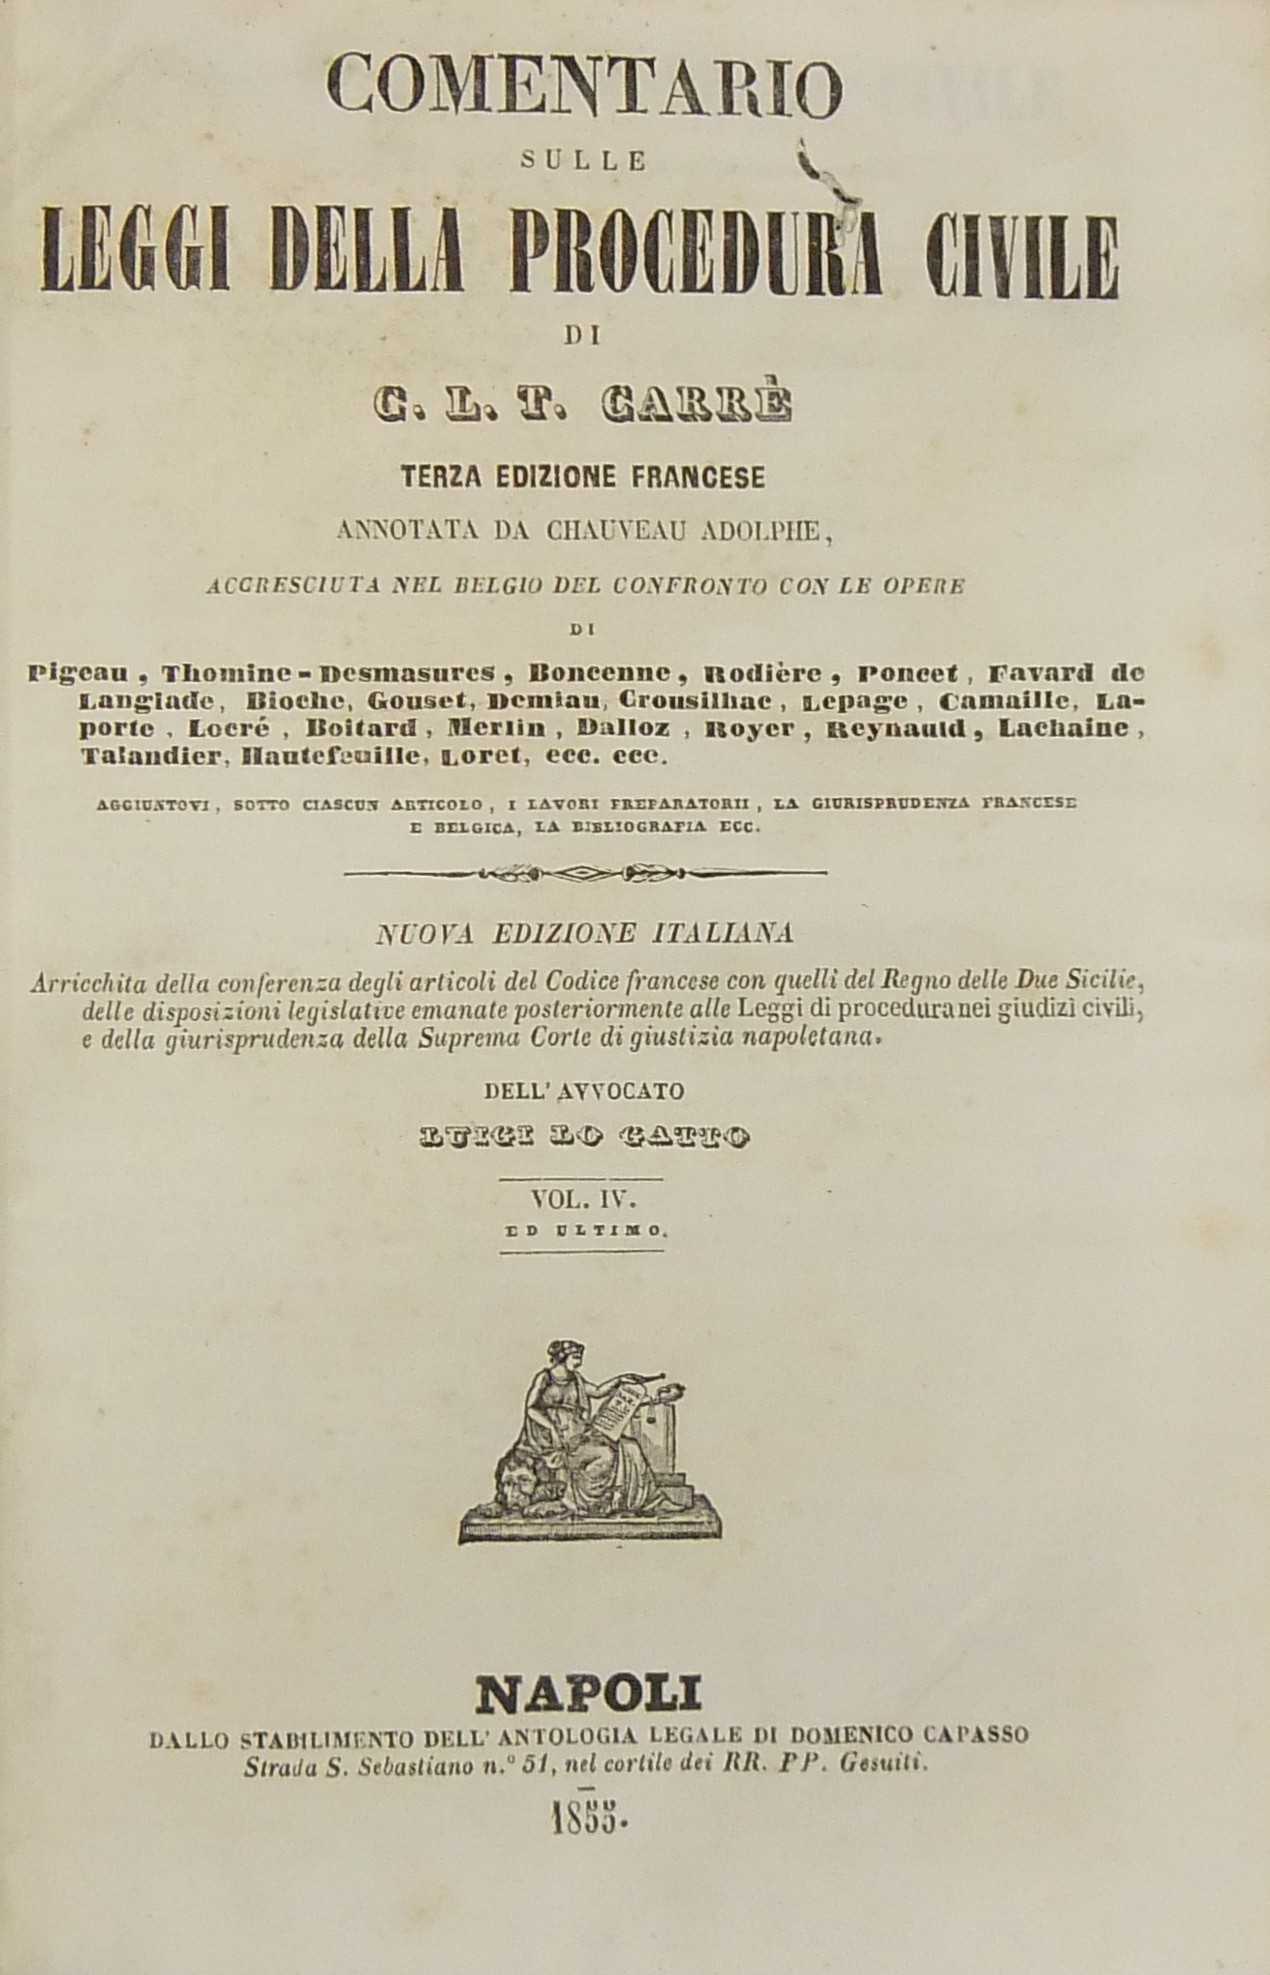 COMENTARIO
SULLE
LEGGI DELLA PROCEDURA CIVILE
DI
G. L. T. CARRÈ
TERZA EDIZIONE FRANCESE
ANNOTATA DA CHAUVEAU ADOLPHE,
ACCRESCIUTA NEL BELGIO DEL CONFRONTO CON LE OPERE
DI
Pigeau, Thomine-Desmasures, Boncenne, Rodière, Poncet, Favard de
Langlade, Bioche, Gouset, Demiau, Crousilhac, Lepage, Camaille, La-
porte, Locré, Boitard, Merlin, Dalloz, Royer, Reynauld, Lachaine,
Talandier, Hautefeuille, Loret, ecc. ecc.
AGGIUNTOVI, SOTTO CIASCUN ARTICOLO, I LAVORI PREPARATORII, LA GIURISPRUDENZA FRANCESE
E BELGICA, LA BIBLIOGRAFIA ECC.
NUOVA EDIZIONE ITALIANA
Arricchita della conferenza degli articoli del Codice francese con quelli del Regno delle Due Sicilie,
delle disposizioni legislative emanate posteriormente alle Leggi di procedura nei giudizi civili,
e della giurisprudenza della Suprema Corte di giustizia napoletana.
DELL' AVVOCATO
LUIGI LO GATTO
VOL. IV.
ED ULTIMO.
NAPOLI
DALLO STABILIMENTO DELL' ANTOLOGIA LEGALE DI DOMENICO CAPASSO
Strada S. Sebastiano n.º 51, nel cortile dei RR. PP. Gesuiti.
1855.